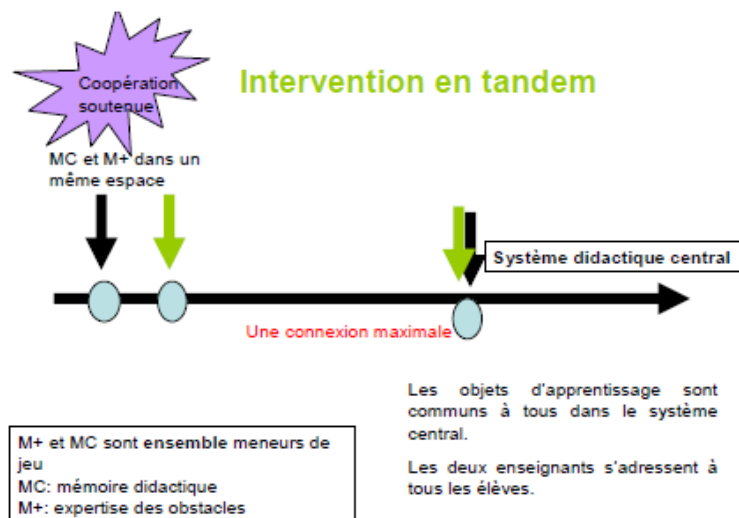 Coopération
soutenue
Intervention en tandem
MC et M+ dans un
même espace
Système didactique central
Une connexion maximale
Les objets d'apprentissage sont
communs à tous dans le système
central.
Les deux enseignants s'adressent à
tous les élèves.
M+ et MC sont ensemble meneurs de
jeu
MC: mémoire didactique
M+: expertise des obstacles